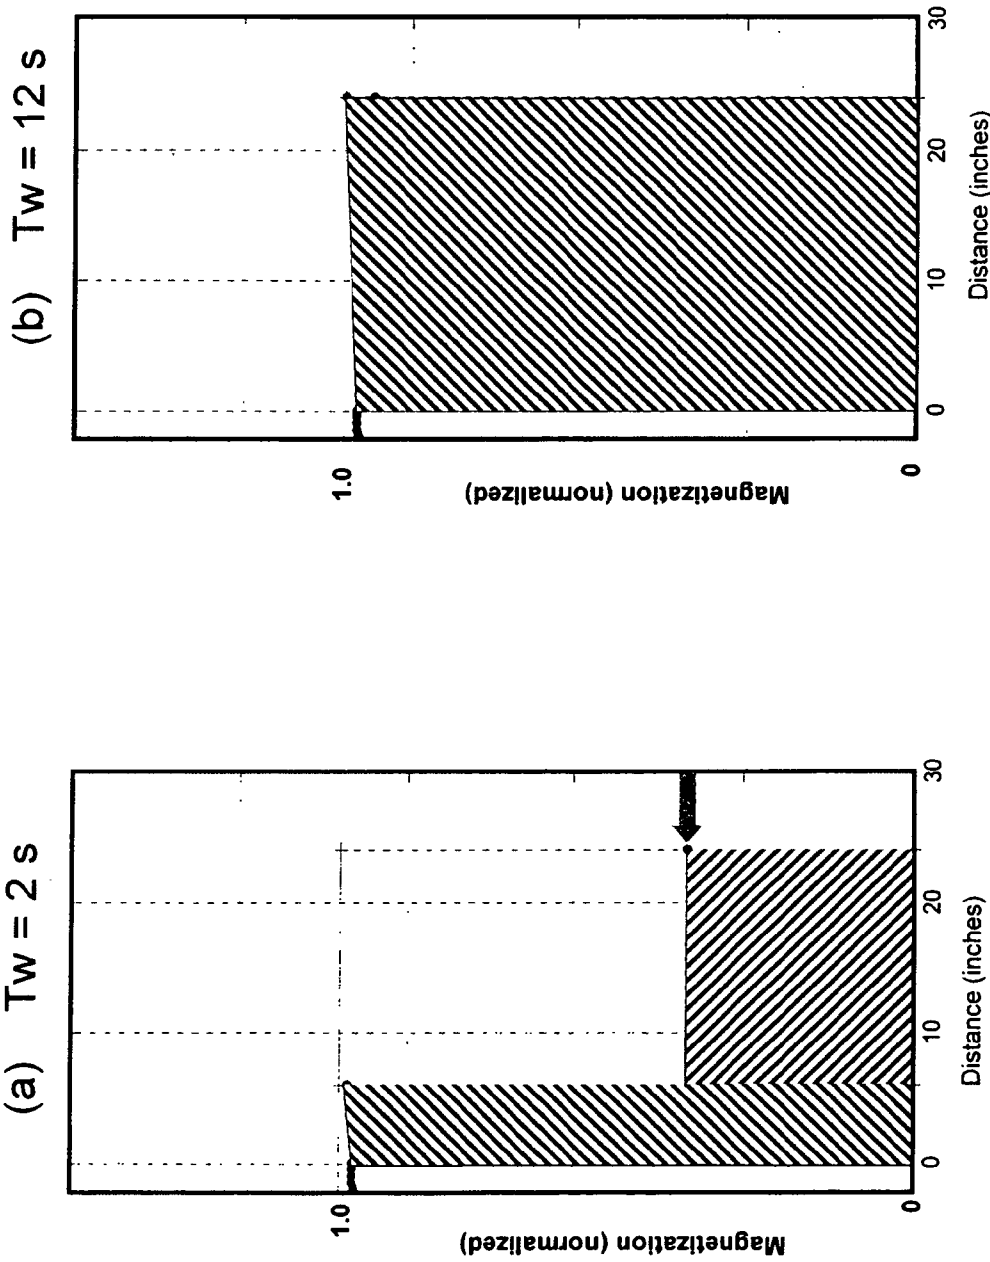 (a) Tw = 2 s
1.0
0
Magnetization (normalized)
0
10
20
30
Distance (inches)
(b) Tw = 12 s
1.0
0
Magnetization (normalized)
0
10
20
30
Distance (inches)